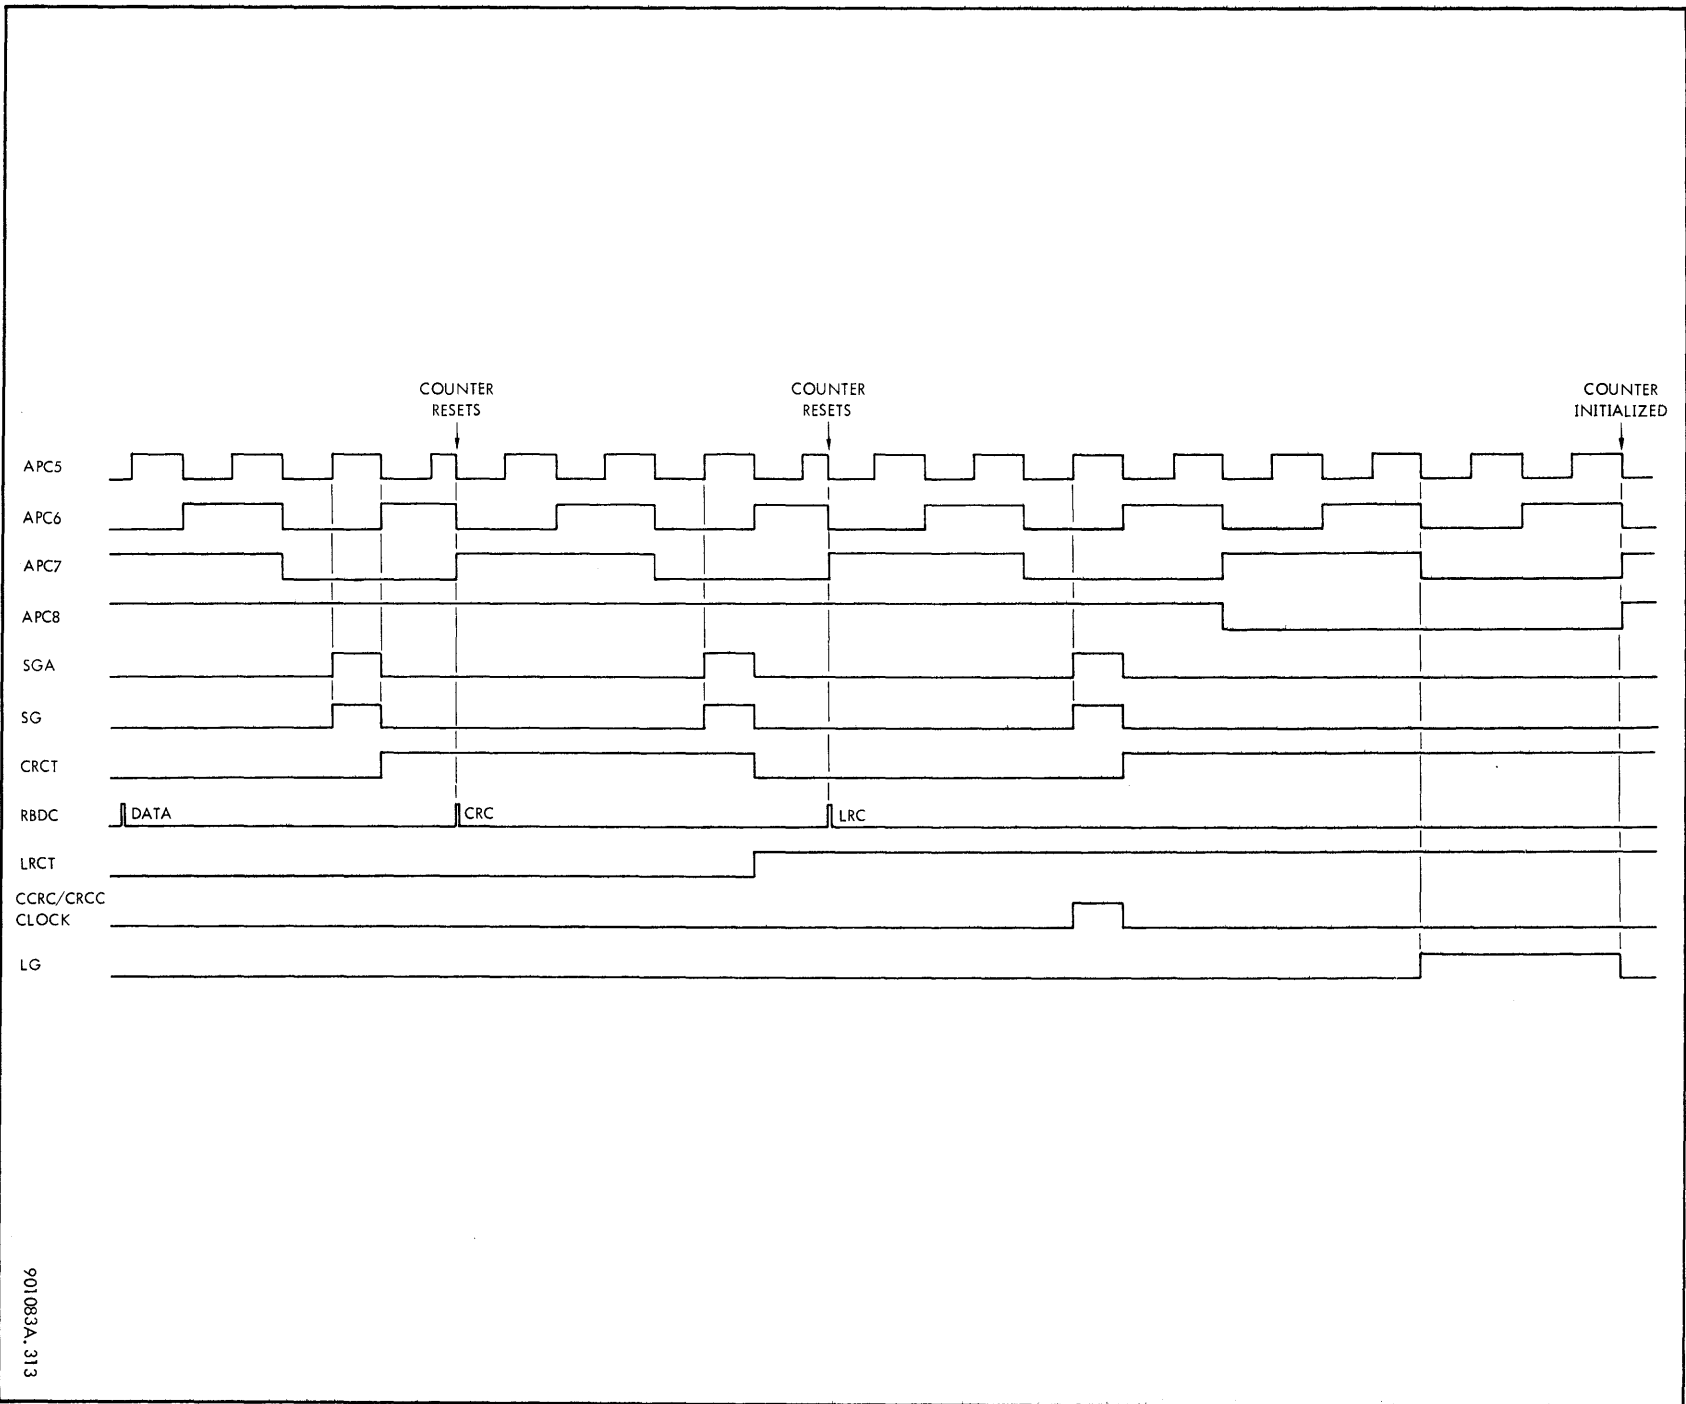 COUNTER
RESETS
COUNTER
RESETS
COUNTER
INITIALIZED
APC5
APC6
APC7
APC8
SGA
SG
CRCT
RBDC
DATA
CRC
LRC
LRCT
CCRC/CRCC
CLOCK
LG
901083A.313